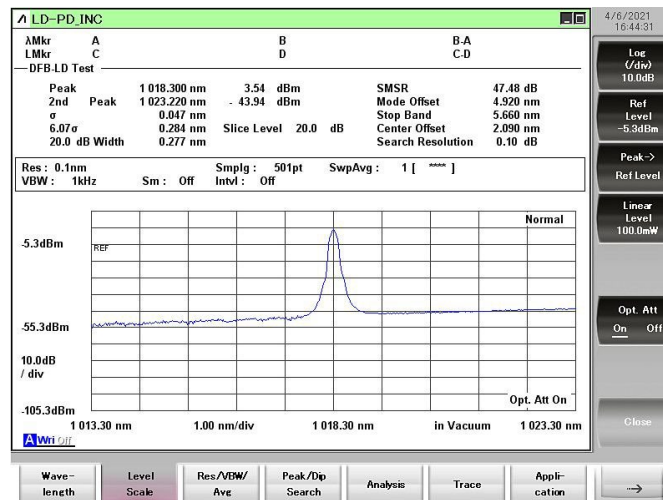 LD-PD_INC
4/6/2021
16:44:31
λMkr A B B-A
LMkr C D C-D
DFB-LD Test
Peak 1 018.300 nm 3.54 dBm SMSR 47.48 dB
2nd Peak 1 023.220 nm - 43.94 dBm Mode Offset 4.920 nm
σ 0.047 nm Stop Band 5.660 nm
6.07σ 0.284 nm Slice Level 20.0 dB Center Offset 2.090 nm
20.0 dB Width 0.277 nm Search Resolution 0.10 dB
Res : 0.1nm Smplg : 501pt SwpAvg : 1 [ **** ]
VBW : 1kHz Sm : Off Intvl : Off
Normal
-5.3dBm
REF
-55.3dBm
10.0dB
/ div
Opt. Att On
-105.3dBm
1 013.30 nm 1.00 nm/div 1 018.30 nm in Vacuum 1 023.30 nm
A Wri Off
Log
(/div)
10.0dB
Ref
Level
-5.3dBm
Peak->
Ref Level
Linear
Level
100.0mW
Opt. Att
On Off
Close
Wave-
length
Level
Scale
Res/VBW/
Avg
Peak/Dip
Search
Analysis
Trace
Appli-
cation